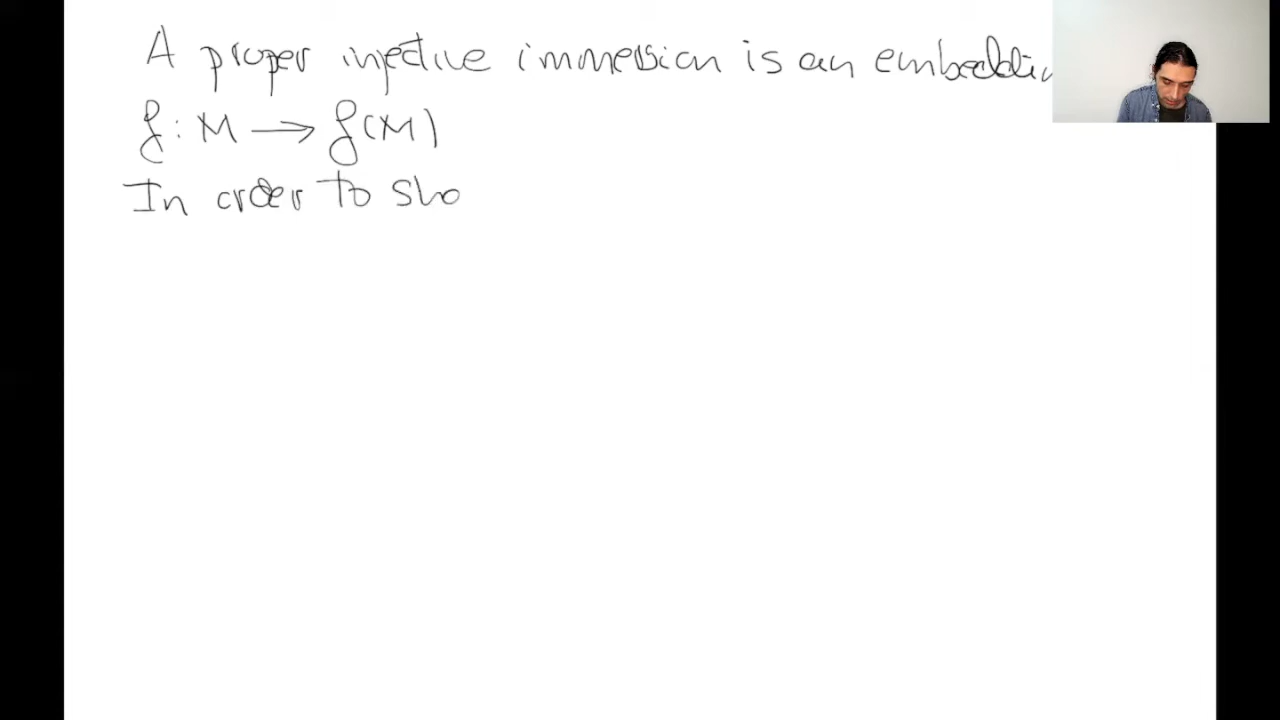 A proper injective immersion is an embeddin
f: M → f(M)
In order to sho